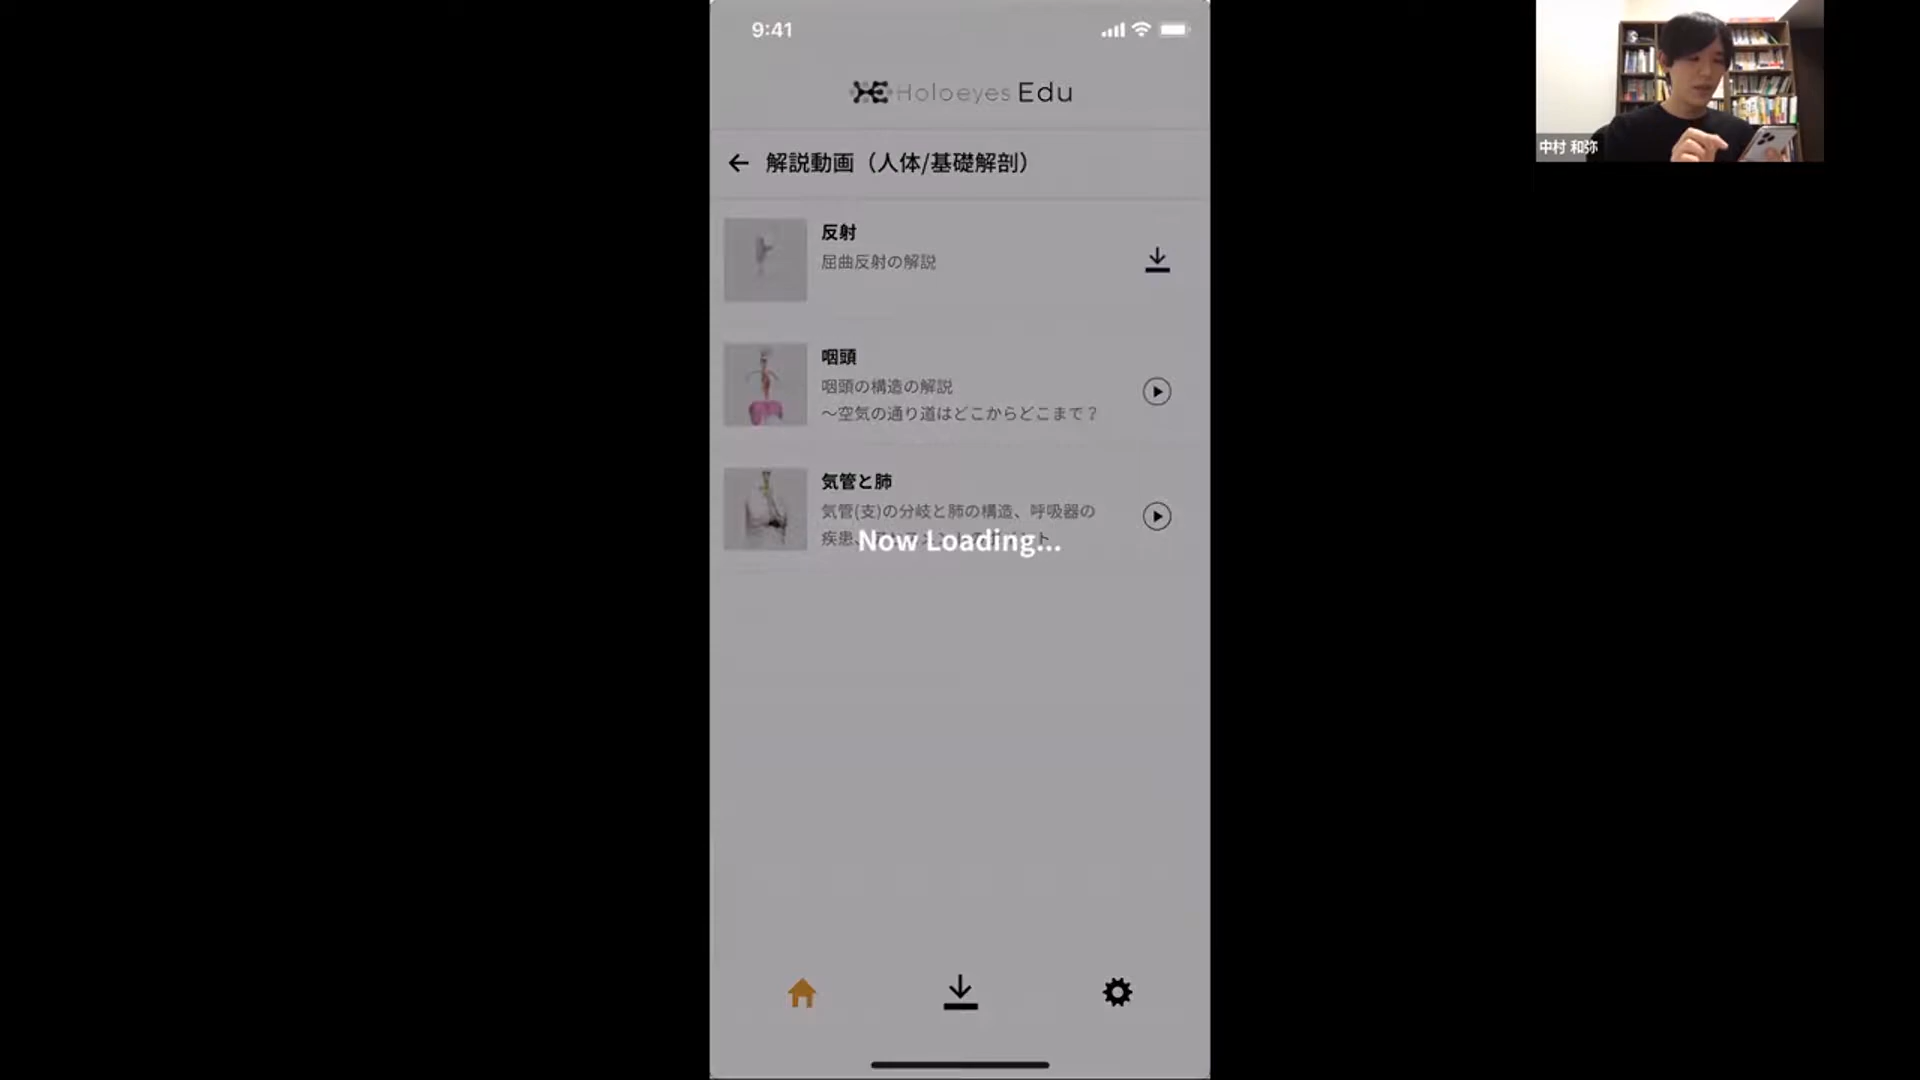 9:41
Holoeyes Edu
解説動画（人体/基礎解剖）
反射
屈曲反射の解説
咽頭
咽頭の構造の解説
～空気の通り道はどこからどこまで？
気管と肺
気管(支)の分岐と肺の構造、呼吸器の
疾患、
Now Loading...
中村 和弥